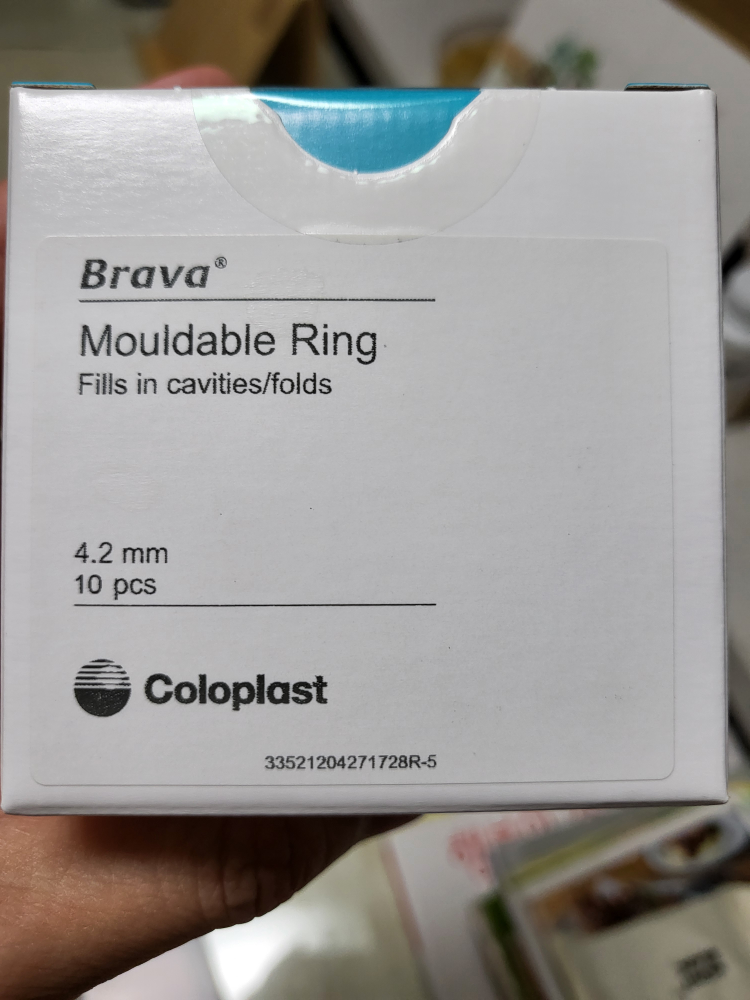 Brava®
Mouldable Ring
Fills in cavities/folds
4.2 mm
10 pcs
Coloplast
33521204271728R-5